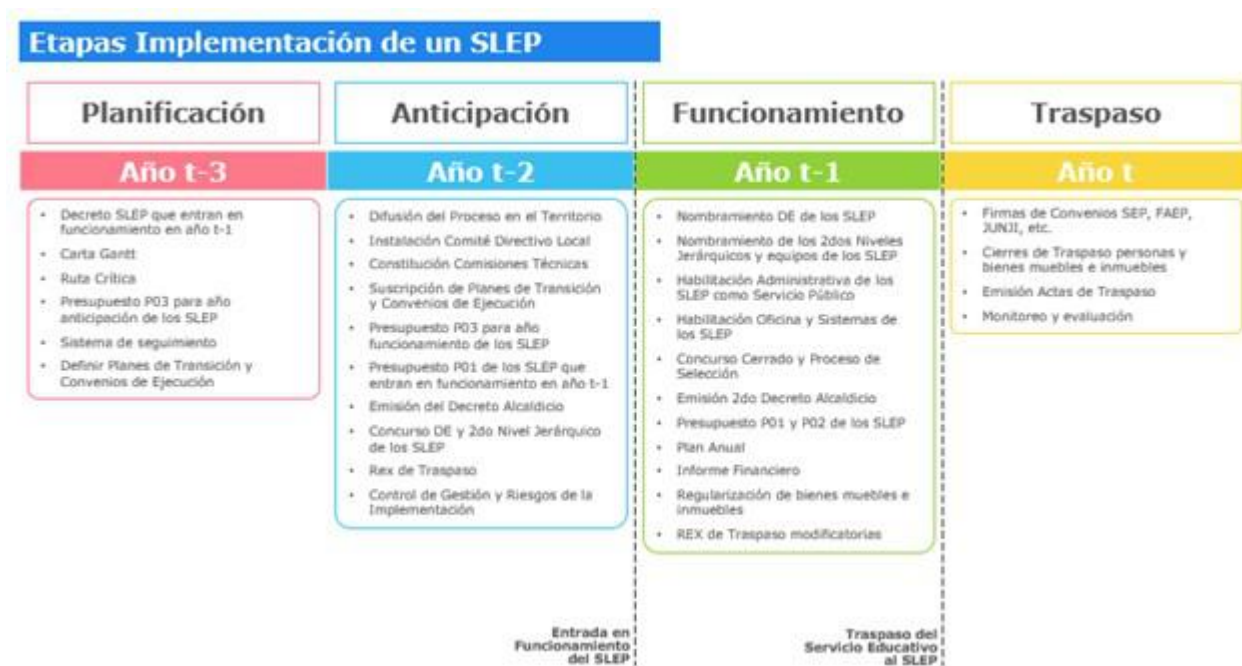 Etapas Implementación de un SLEP
Planificación
Año t-3
• Decreto SLEP que entran en
funcionamiento en año t-1
• Carta Gantt
• Ruta Crítica
• Presupuesto P03 para año
anticipación de los SLEP
• Sistema de seguimiento
• Definir Planes de Transición y
Convenios de Ejecución
Anticipación
Año t-2
• Difusión del Proceso en el Territorio
• Instalación Comité Directivo Local
• Constitución Comisiones Técnicas
• Suscripción de Planes de Transición
y Convenios de Ejecución
• Presupuesto P03 para año
funcionamiento de los SLEP
• Presupuesto P01 de los SLEP que
entran en funcionamiento en año t-1
• Emisión del Decreto Alcaldicio
• Concurso DE y 2do Nivel Jerárquico
de los SLEP
• Rex de Traspaso
• Control de Gestión y Riesgos de la
Implementación
Entrada en
Funcionamiento
del SLEP
Funcionamiento
Año t-1
• Nombramiento DE de los SLEP
• Nombramiento de los 2dos Niveles
Jerárquicos y equipos de los SLEP
• Habilitación Administrativa de los
SLEP como Servicio Público
• Habilitación Oficina y Sistemas de
los SLEP
• Concurso Cerrado y Proceso de
Selección
• Emisión 2do Decreto Alcaldicio
• Presupuesto P01 y P02 de los SLEP
• Plan Anual
• Informe Financiero
• Regularización de bienes muebles e
inmuebles
• REX de Traspaso modificatorias
Traspaso del
Servicio Educativo
al SLEP
Traspaso
Año t
• Firmas de Convenios SEP, FAEP,
JUNJI, etc.
• Cierres de Traspaso personas y
bienes muebles e inmuebles
• Emisión Actas de Traspaso
• Monitoreo y evaluación